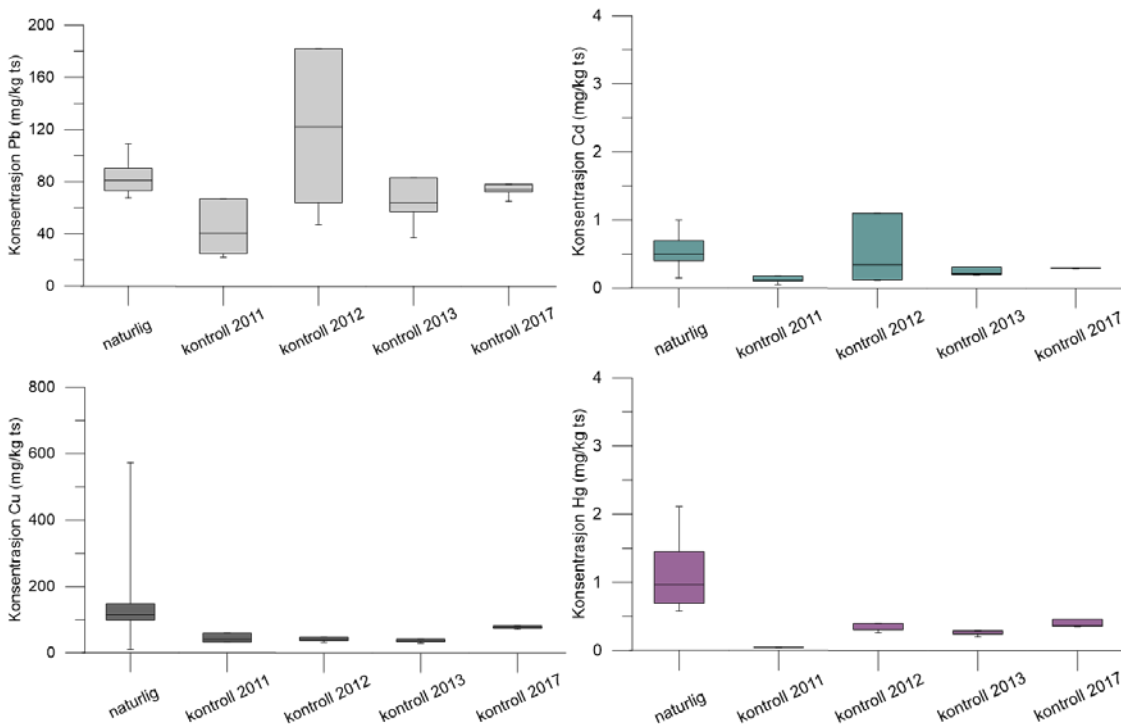 Konsentrasjon Pb (mg/kg ts)
200
160
120
80
40
0
naturlig
kontroll 2011
kontroll 2012
kontroll 2013
kontroll 2017
Konsentrasjon Cd (mg/kg ts)
4
3
2
1
0
naturlig
kontroll 2011
kontroll 2012
kontroll 2013
kontroll 2017
Konsentrasjon Cu (mg/kg ts)
800
600
400
200
0
naturlig
kontroll 2011
kontroll 2012
kontroll 2013
kontroll 2017
Konsentrasjon Hg (mg/kg ts)
4
3
2
1
0
naturlig
kontroll 2011
kontroll 2012
kontroll 2013
kontroll 2017